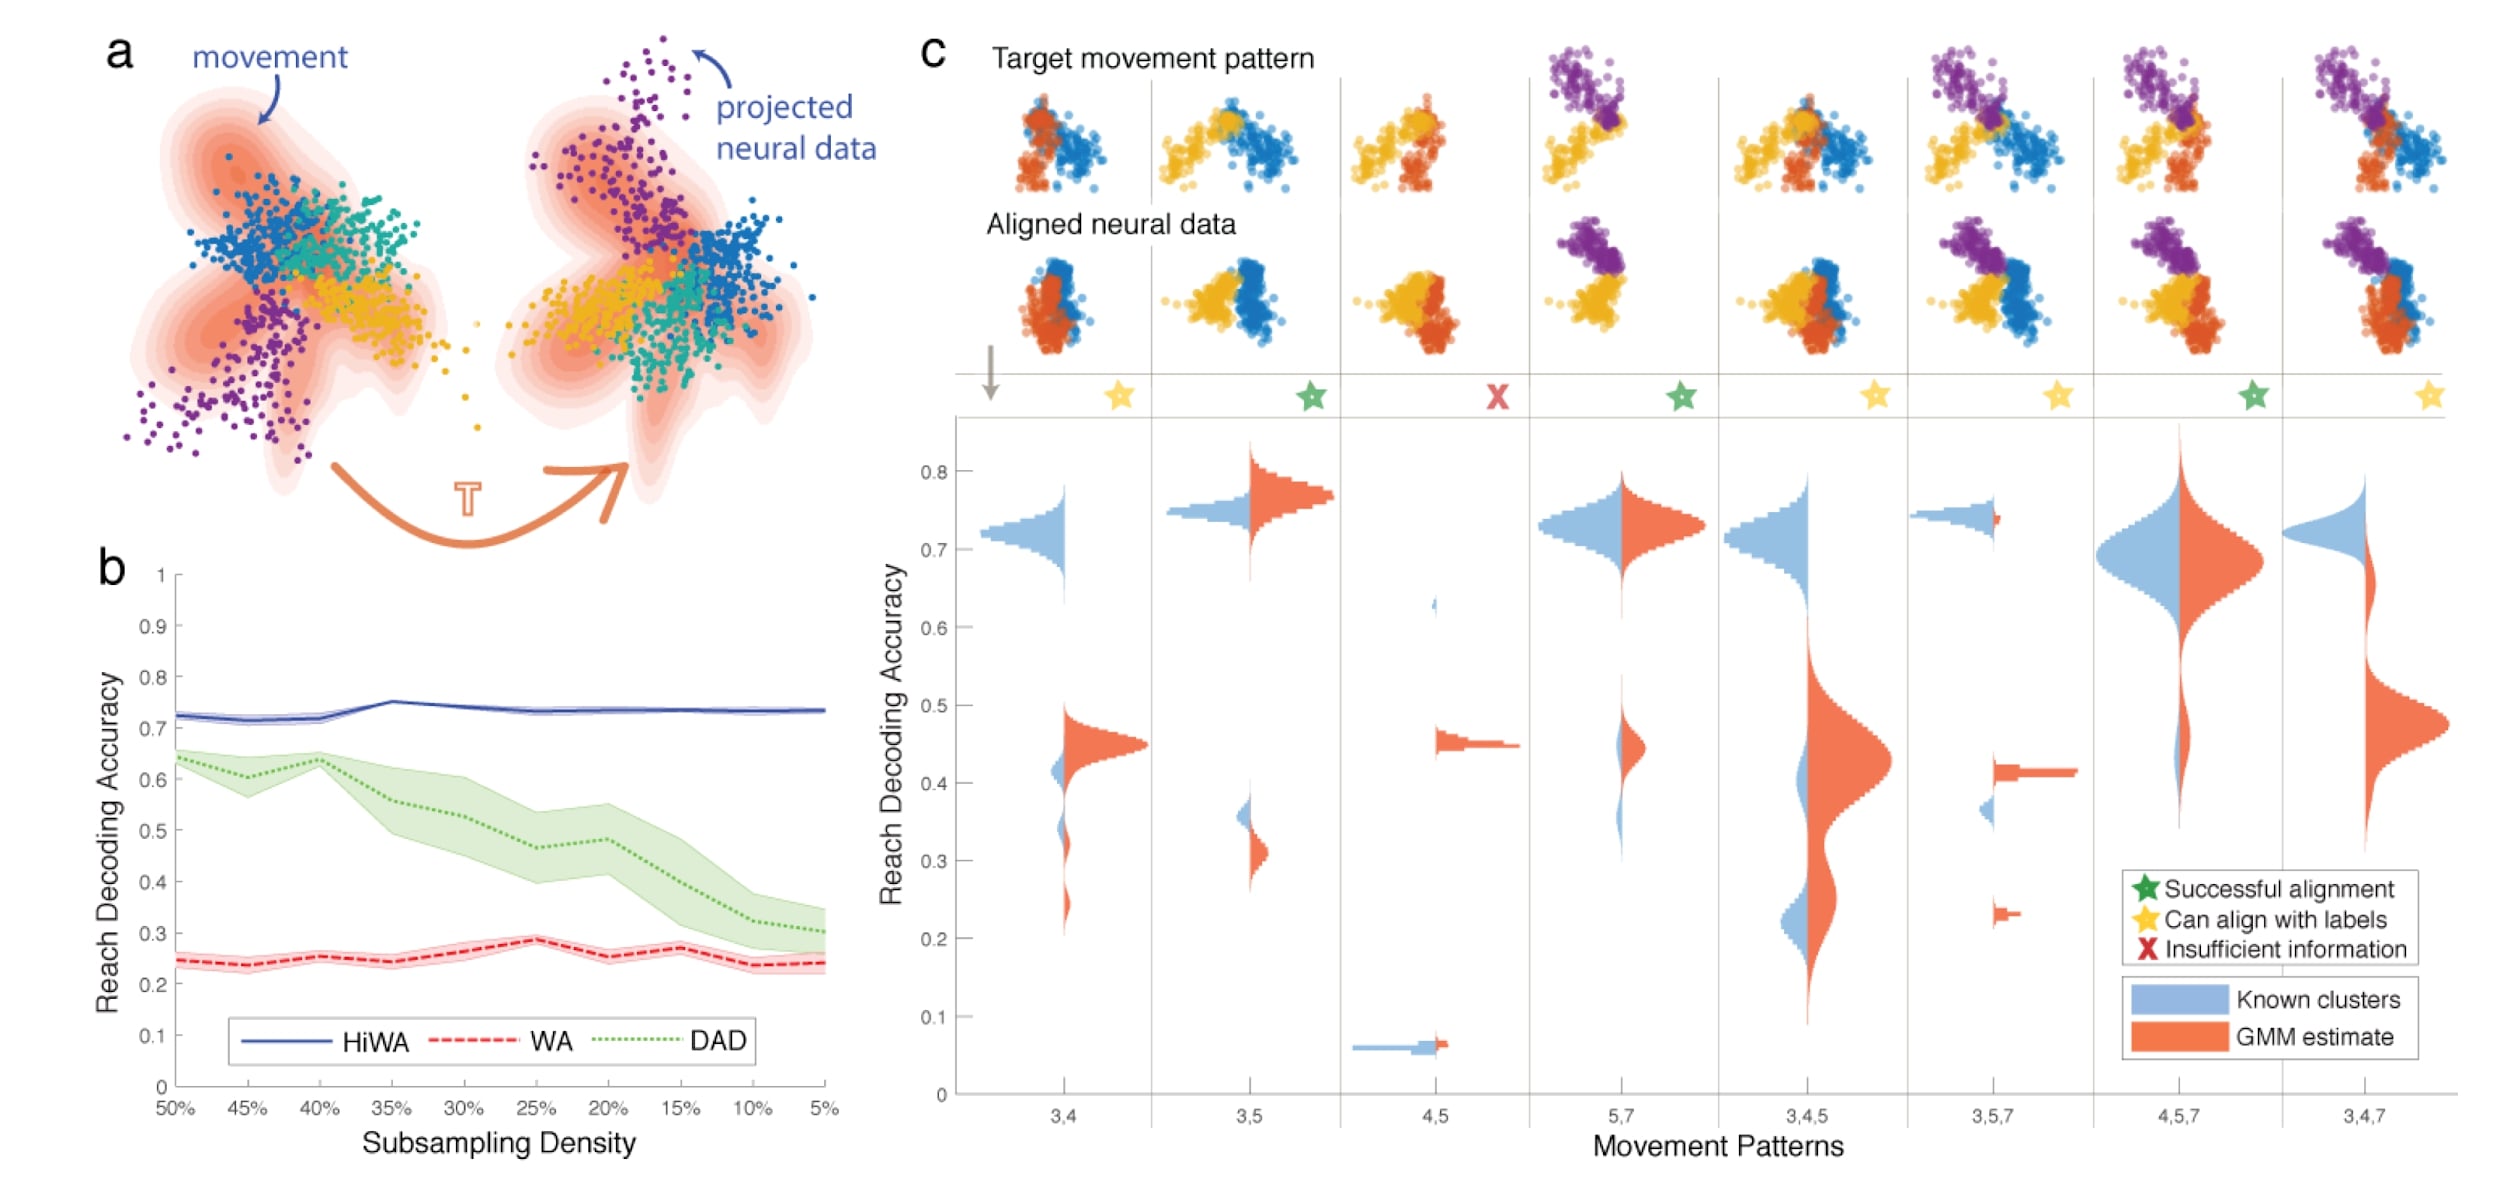 a
movement
projected
neural data
T
b
Reach Decoding Accuracy
1
0.9
0.8
0.7
0.6
0.5
0.4
0.3
0.2
0.1
0
HiWA WA DAD
50% 45% 40% 35% 30% 25% 20% 15% 10% 5%
Subsampling Density
c
Target movement pattern
Aligned neural data
X
Reach Decoding Accuracy
0.8
0.7
0.6
0.5
0.4
0.3
0.2
0.1
0
Successful alignment
Can align with labels
X Insufficient information
Known clusters
GMM estimate
3,4 3,5 4,5 5,7 3,4,5 3,5,7 4,5,7 3,4,7
Movement Patterns